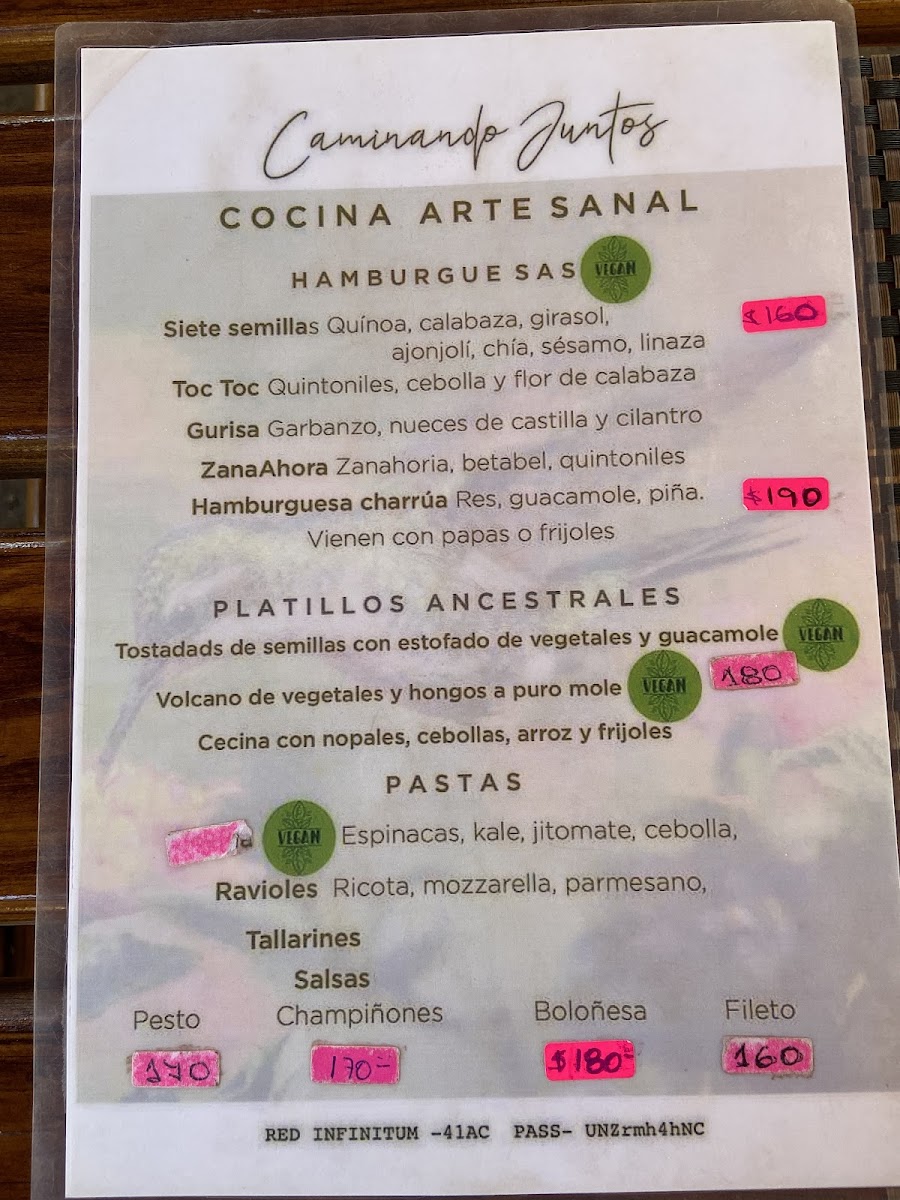 Caminando Juntos
COCINA ARTESANAL
HAMBURGUESAS VEGAN
Siete semillas Quínoa, calabaza, girasol, $160
ajonjolí, chía, sésamo, linaza
Toc Toc Quintoniles, cebolla y flor de calabaza
Gurisa Garbanzo, nueces de castilla y cilantro
ZanaAhora Zanahoria, betabel, quintoniles
Hamburguesa charrúa Res, guacamole, piña. $190
Vienen con papas o frijoles
PLATILLOS ANCESTRALES
Tostadads de semillas con estofado de vegetales y guacamole VEGAN
Volcano de vegetales y hongos a puro mole VEGAN 180
Cecina con nopales, cebollas, arroz y frijoles
PASTAS
VEGAN Espinacas, kale, jitomate, cebolla,
Ravioles Ricota, mozzarella, parmesano,
Tallarines
Salsas
Pesto Champiñones Boloñesa Fileto
170 170- $180 160
RED INFINITUM -41AC PASS- UNZrmh4hNC